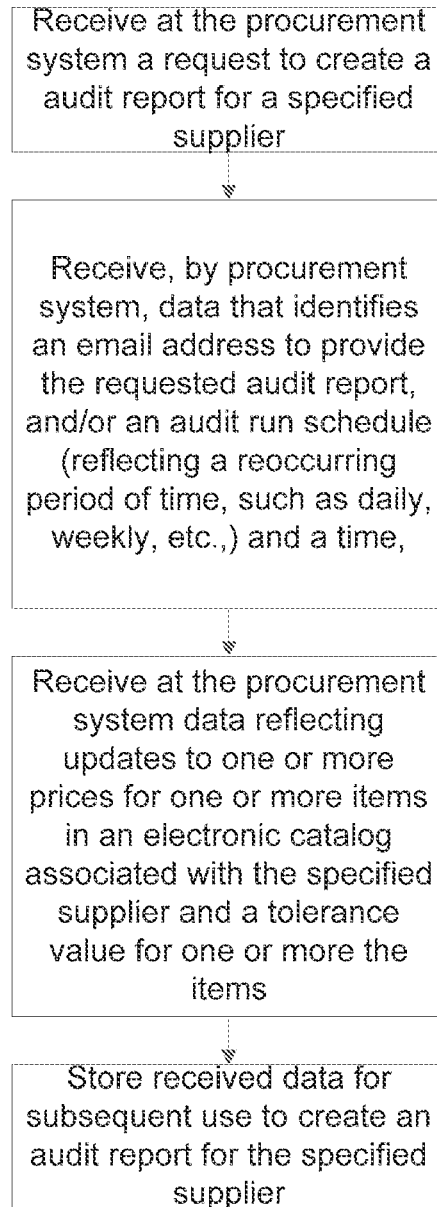 Receive at the procurement
system a request to create a
audit report for a specified
supplier
Receive, by procurement
system, data that identifies
an email address to provide
the requested audit report,
and/or an audit run schedule
(reflecting a reoccurring
period of time, such as daily,
weekly, etc.,) and a time,
Receive at the procurement
system data reflecting
updates to one or more
prices for one or more items
in an electronic catalog
associated with the specified
supplier and a tolerance
value for one or more the
items
Store received data for
subsequent use to create an
audit report for the specified
supplier